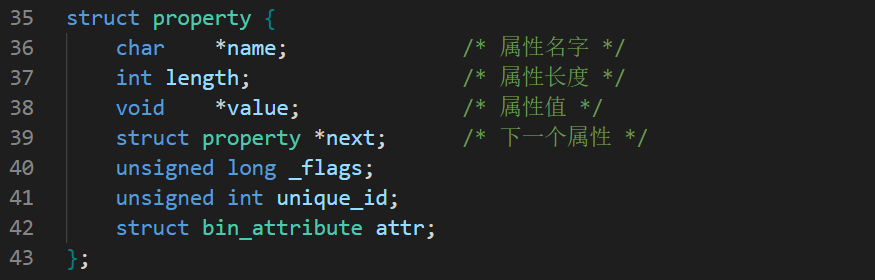 35 struct property {
36     char    *name;                /* 属性名字 */
37     int length;                   /* 属性长度 */
38     void    *value;               /* 属性值 */
39     struct property *next;        /* 下一个属性 */
40     unsigned long _flags;
41     unsigned int unique_id;
42     struct bin_attribute attr;
43 };